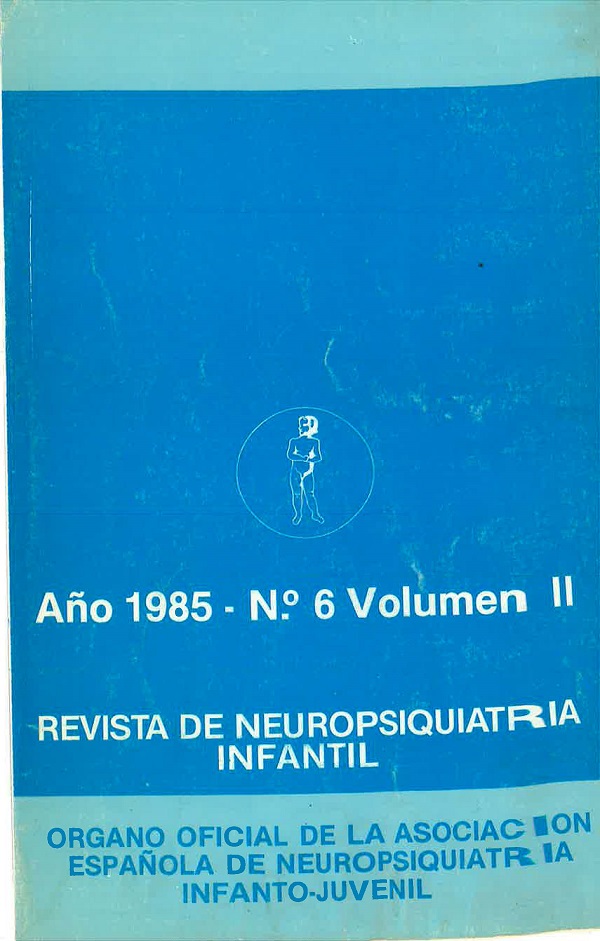 Año 1985 - N.º 6 Volumen II
REVISTA DE NEUROPSIQUIATRIA
INFANTIL
ORGANO OFICIAL DE LA ASOCIACION
ESPAÑOLA DE NEUROPSIQUIATRIA
INFANTO-JUVENIL